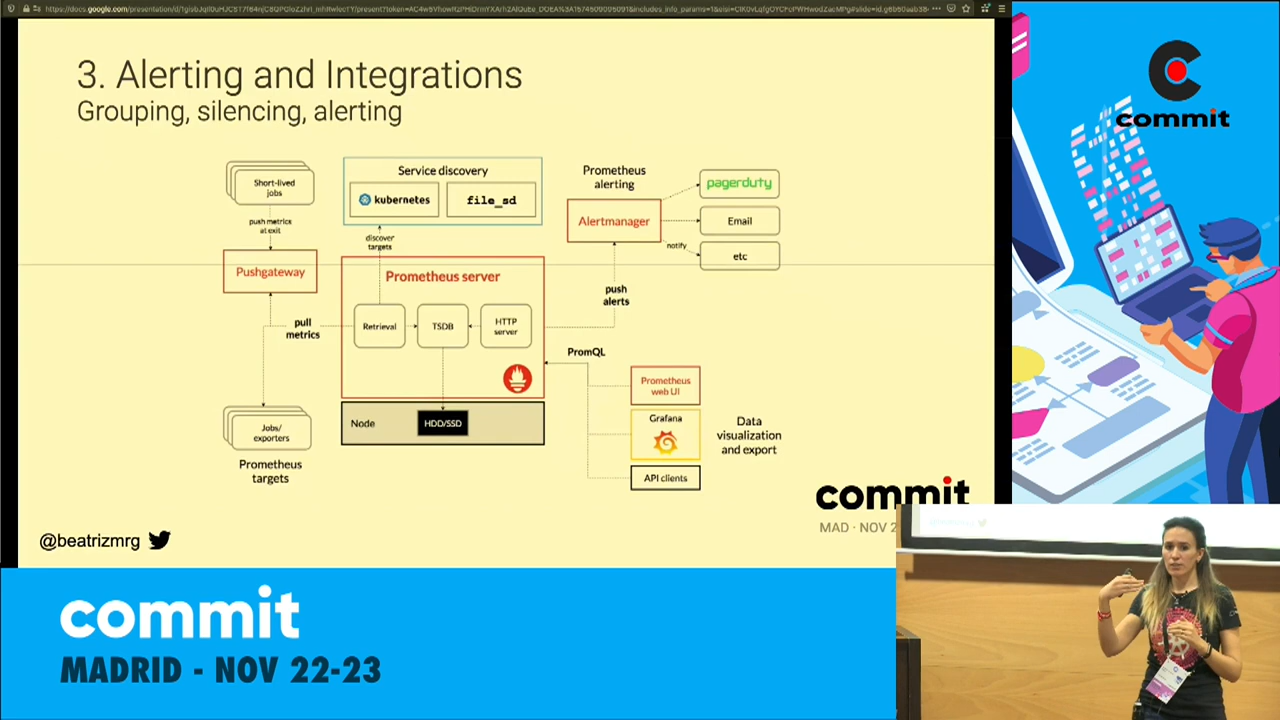 3. Alerting and Integrations
Grouping, silencing, alerting
Short-lived
jobs
push metrics
at exit
Pushgateway
pull
metrics
Jobs/
exporters
Prometheus
targets
Service discovery
kubernetes
file_sd
discover
targets
Prometheus server
Retrieval
TSDB
HTTP
server
Node
HDD/SSD
Prometheus
alerting
Alertmanager
pagerduty
Email
notify
etc
push
alerts
PromQL
Prometheus
web UI
Grafana
API clients
Data
visualization
and export
commit
MAD · NOV 2
@beatrizmrg
commit
commit
MADRID - NOV 22-23